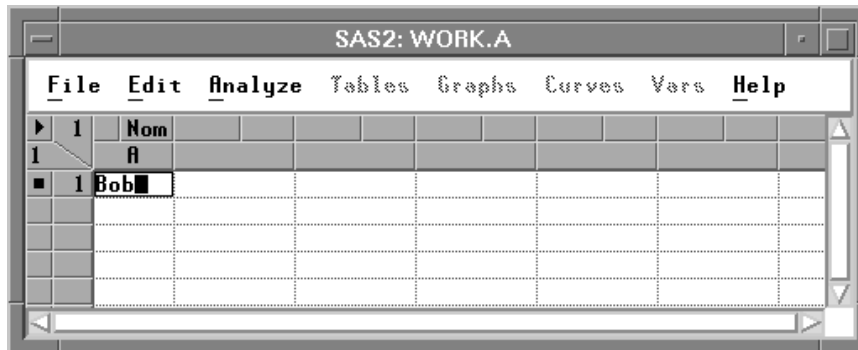 SAS2: WORK.A
File Edit Analyze Tables Graphs Curves Vars Help
1 Nom
1 A
1 Bob